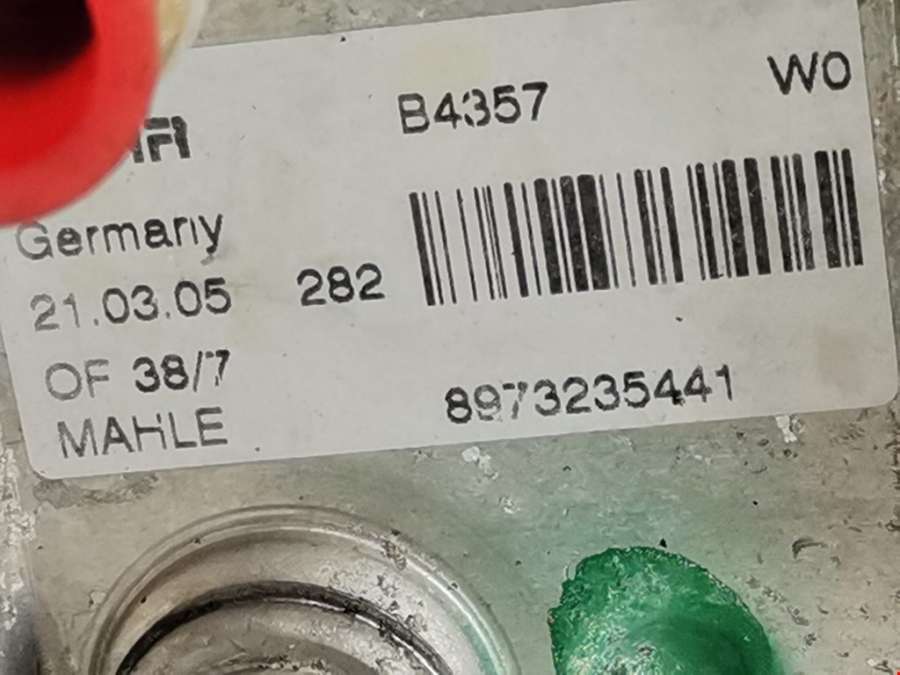 B4357
W0
Germany
21.03.05 282
OF 38/7
8973235441
MAHLE